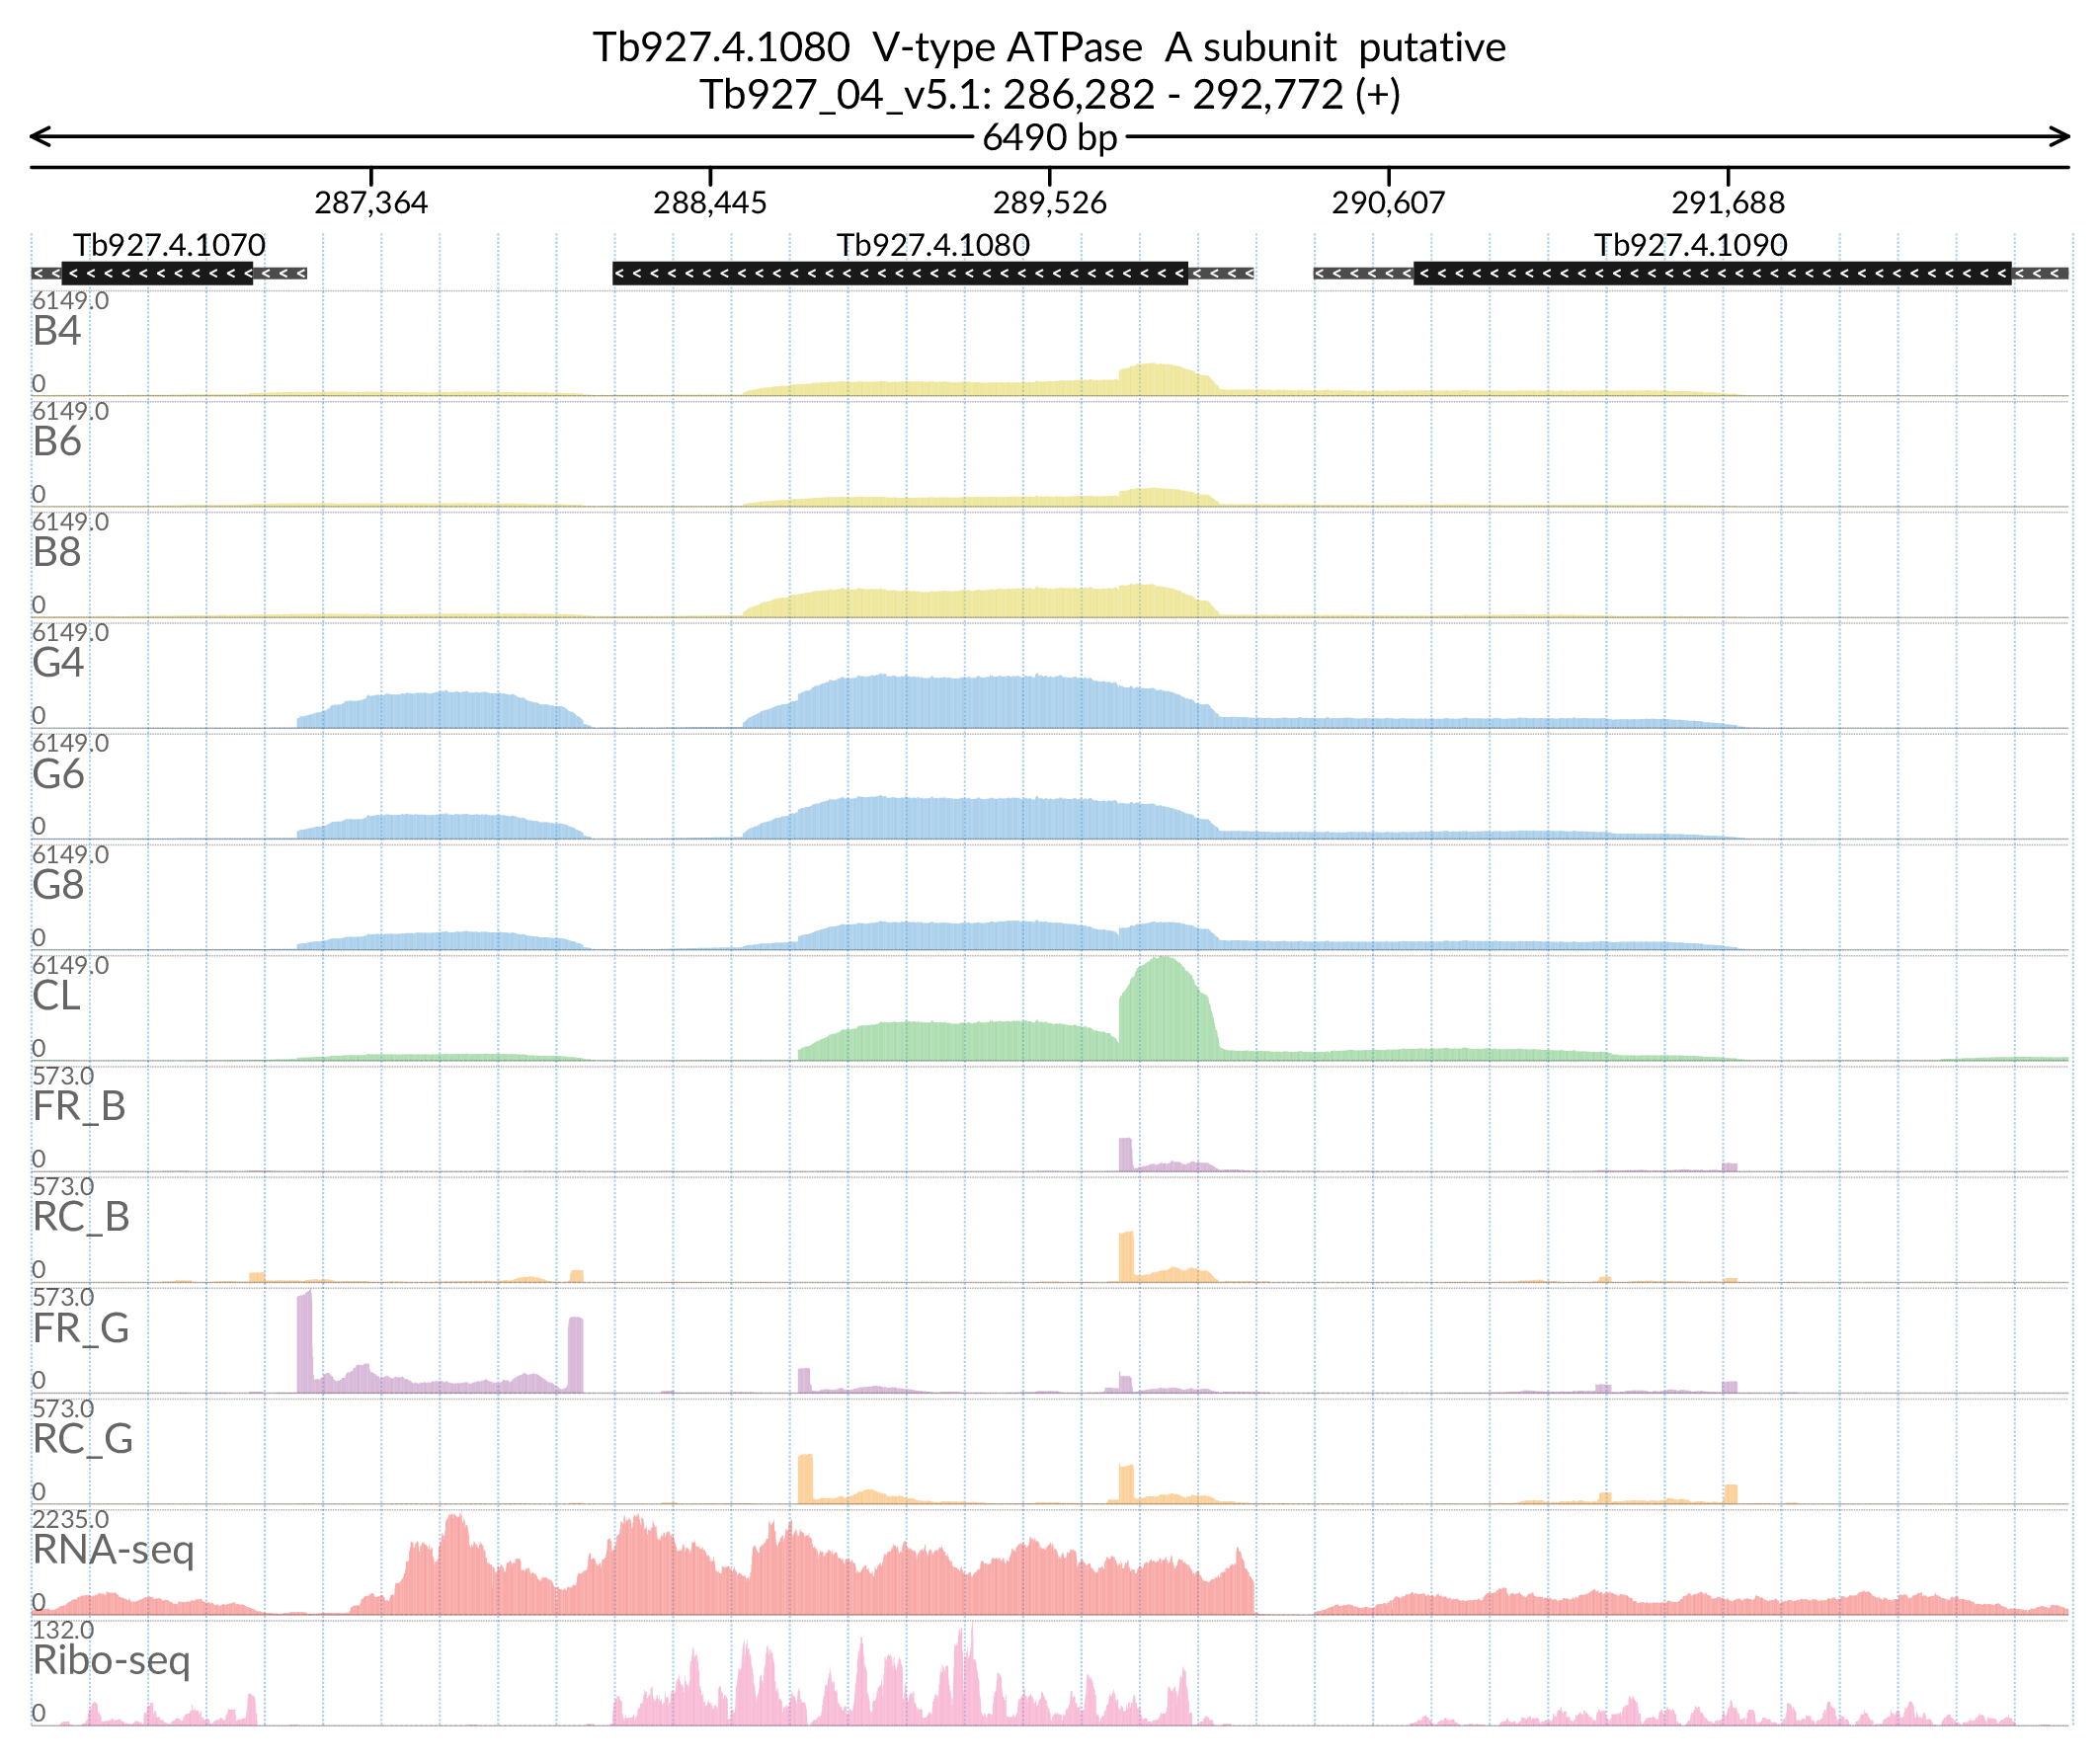 Tb927.4.1080  V-type ATPase  A subunit  putative
Tb927_04_v5.1: 286,282 - 292,772 (+)
6490 bp
287,364 288,445 289,526 290,607 291,688
Tb927.4.1070 Tb927.4.1080 Tb927.4.1090
6149.0
B4
0
6149.0
B6
0
6149.0
B8
0
6149.0
G4
0
6149.0
G6
0
6149.0
G8
0
6149.0
CL
0
573.0
FR_B
0
573.0
RC_B
0
573.0
FR_G
0
573.0
RC_G
0
2235.0
RNA-seq
0
132.0
Ribo-seq
0